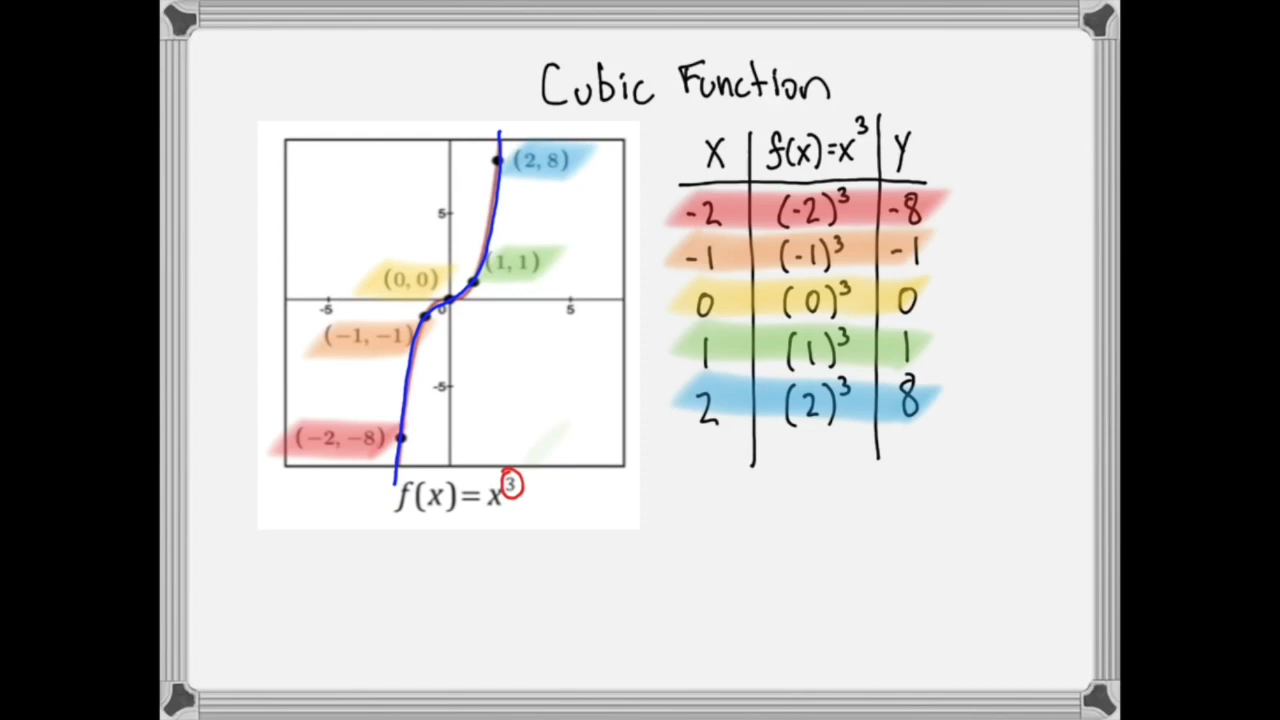 Cubic Function
(2, 8)
5
(1, 1)
(0, 0)
-5 0 5
(−1, −1)
-5
(−2, −8)
f(x) = x³
X f(x)=x³ Y
-2 (-2)³ -8
-1 (-1)³ -1
0 (0)³ 0
1 (1)³ 1
2 (2)³ 8